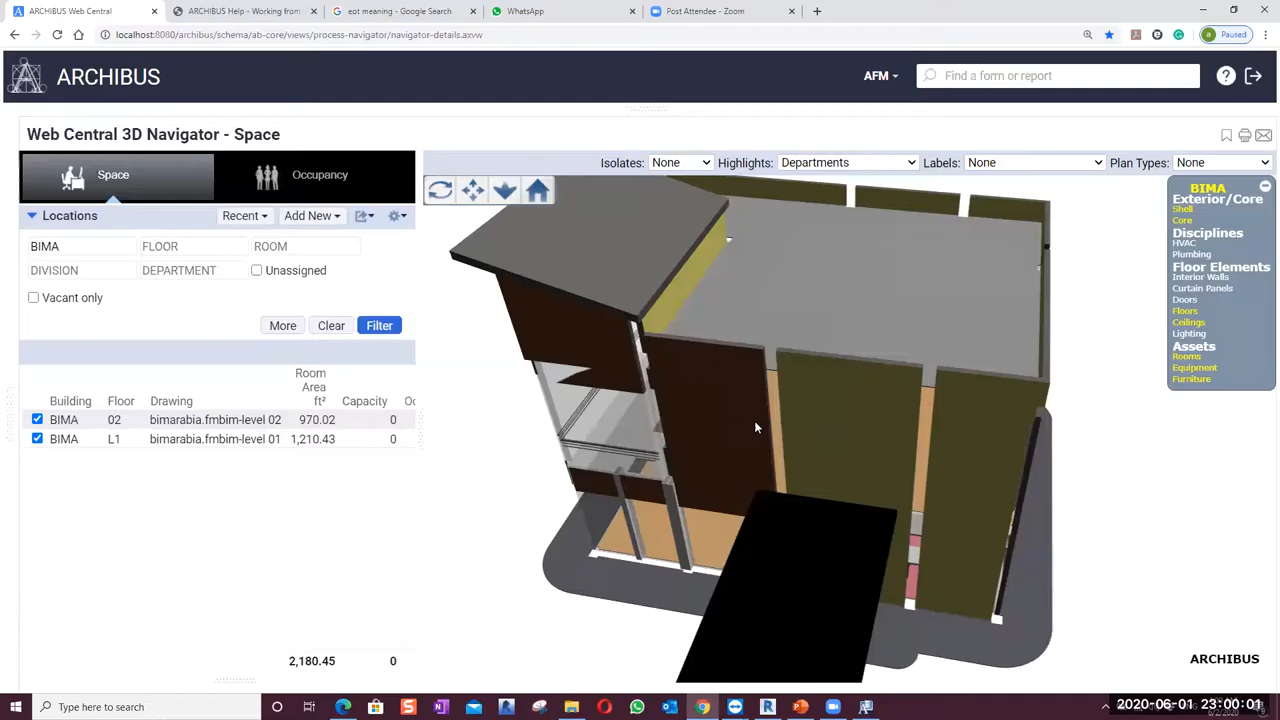 ARCHIBUS Web Central
ARCHIBUS Help - Working from
eot meaning - Google Search
WhatsApp
Post Attendee - Zoom
localhost:8080/archibus/schema/ab-core/views/process-navigator/navigator-details.axvw
a Paused
ARCHIBUS
AFM
Find a form or report
Web Central 3D Navigator - Space
Space
Occupancy
Isolates: None
Highlights: Departments
Labels: None
Plan Types: None
Locations
Recent
Add New
BIMA FLOOR ROOM
DIVISION DEPARTMENT Unassigned
Vacant only
More Clear Filter
Building Floor Drawing Room Area ft² Capacity Oc
BIMA 02 bimarabia.fmbim-level 02 970.02 0
BIMA L1 bimarabia.fmbim-level 01 1,210.43 0
2,180.45 0
BIMA
Exterior/Core
Shell
Core
Disciplines
HVAC
Plumbing
Floor Elements
Interior Walls
Curtain Panels
Doors
Floors
Ceilings
Lighting
Assets
Rooms
Equipment
Furniture
ARCHIBUS
Type here to search
2020-06-01 23:00:01